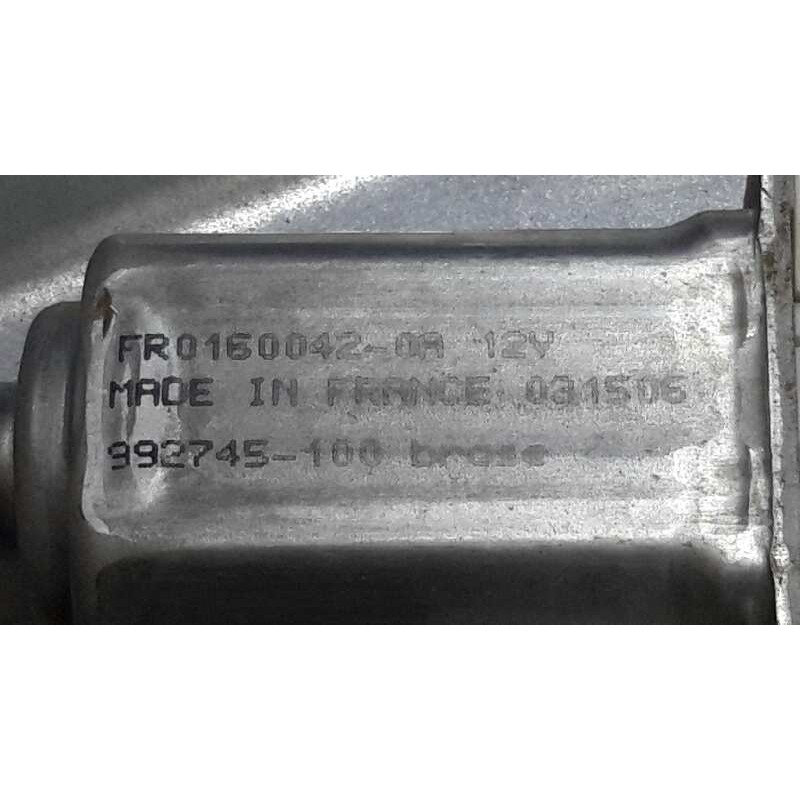 FR0160042-0A 12V
MADE IN FRANCE 031506
992745-100 brose